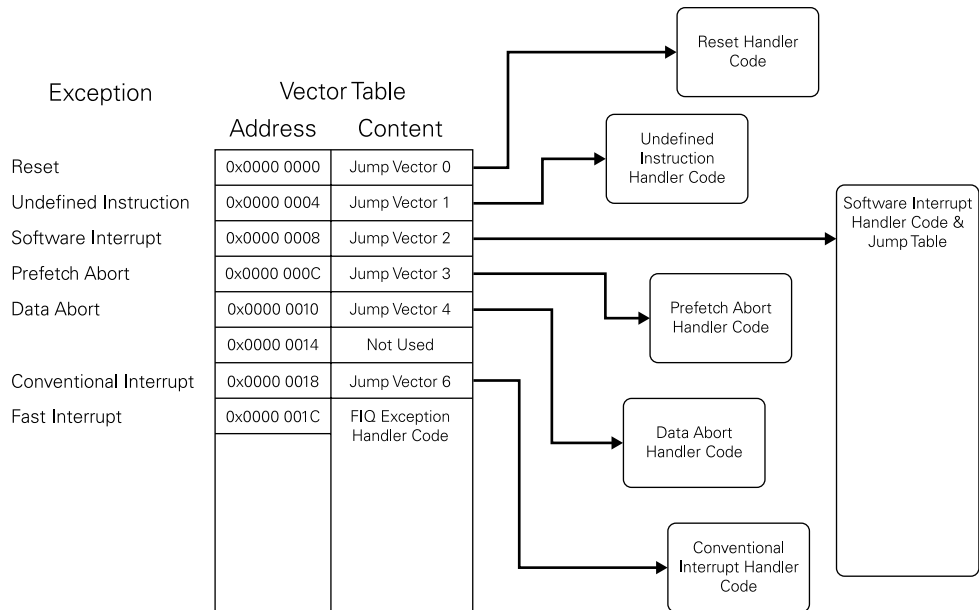 Exception
Vector Table
Address Content
Reset 0x0000 0000 Jump Vector 0
Undefined Instruction 0x0000 0004 Jump Vector 1
Software Interrupt 0x0000 0008 Jump Vector 2
Prefetch Abort 0x0000 000C Jump Vector 3
Data Abort 0x0000 0010 Jump Vector 4
0x0000 0014 Not Used
Conventional Interrupt 0x0000 0018 Jump Vector 6
Fast Interrupt 0x0000 001C FIQ Exception
Handler Code
Reset Handler
Code
Undefined
Instruction
Handler Code
Software Interrupt
Handler Code &
Jump Table
Prefetch Abort
Handler Code
Data Abort
Handler Code
Conventional
Interrupt Handler
Code